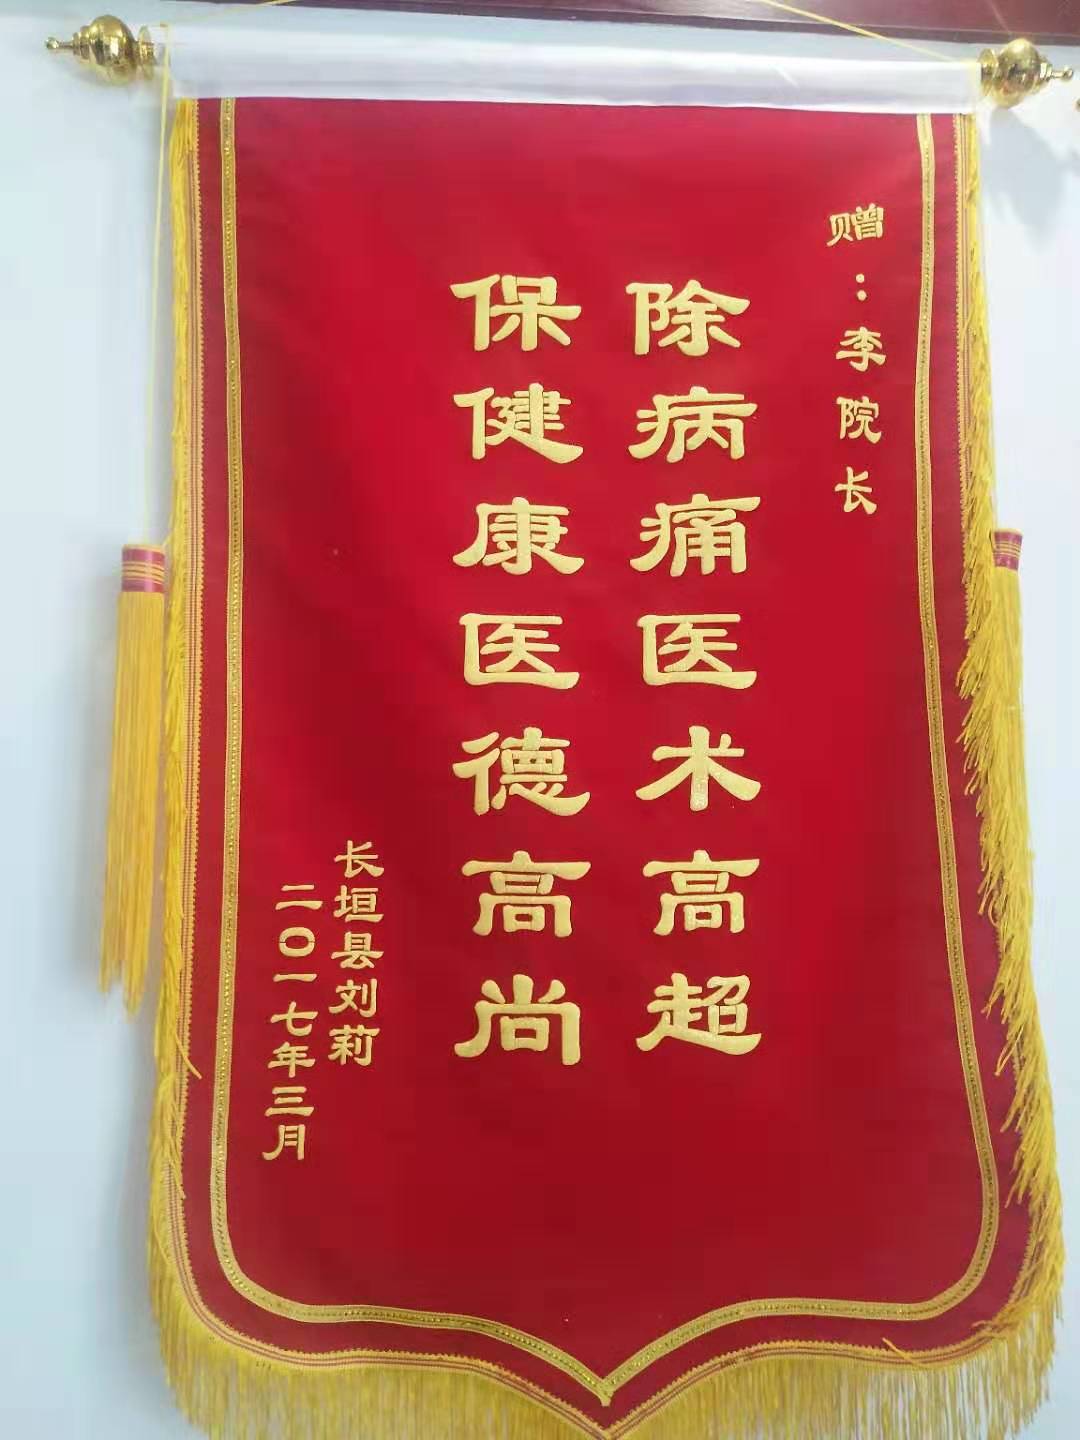 赠：李院长
除病痛医术高超
保健康医德高尚
长垣县刘莉
二〇一七年三月